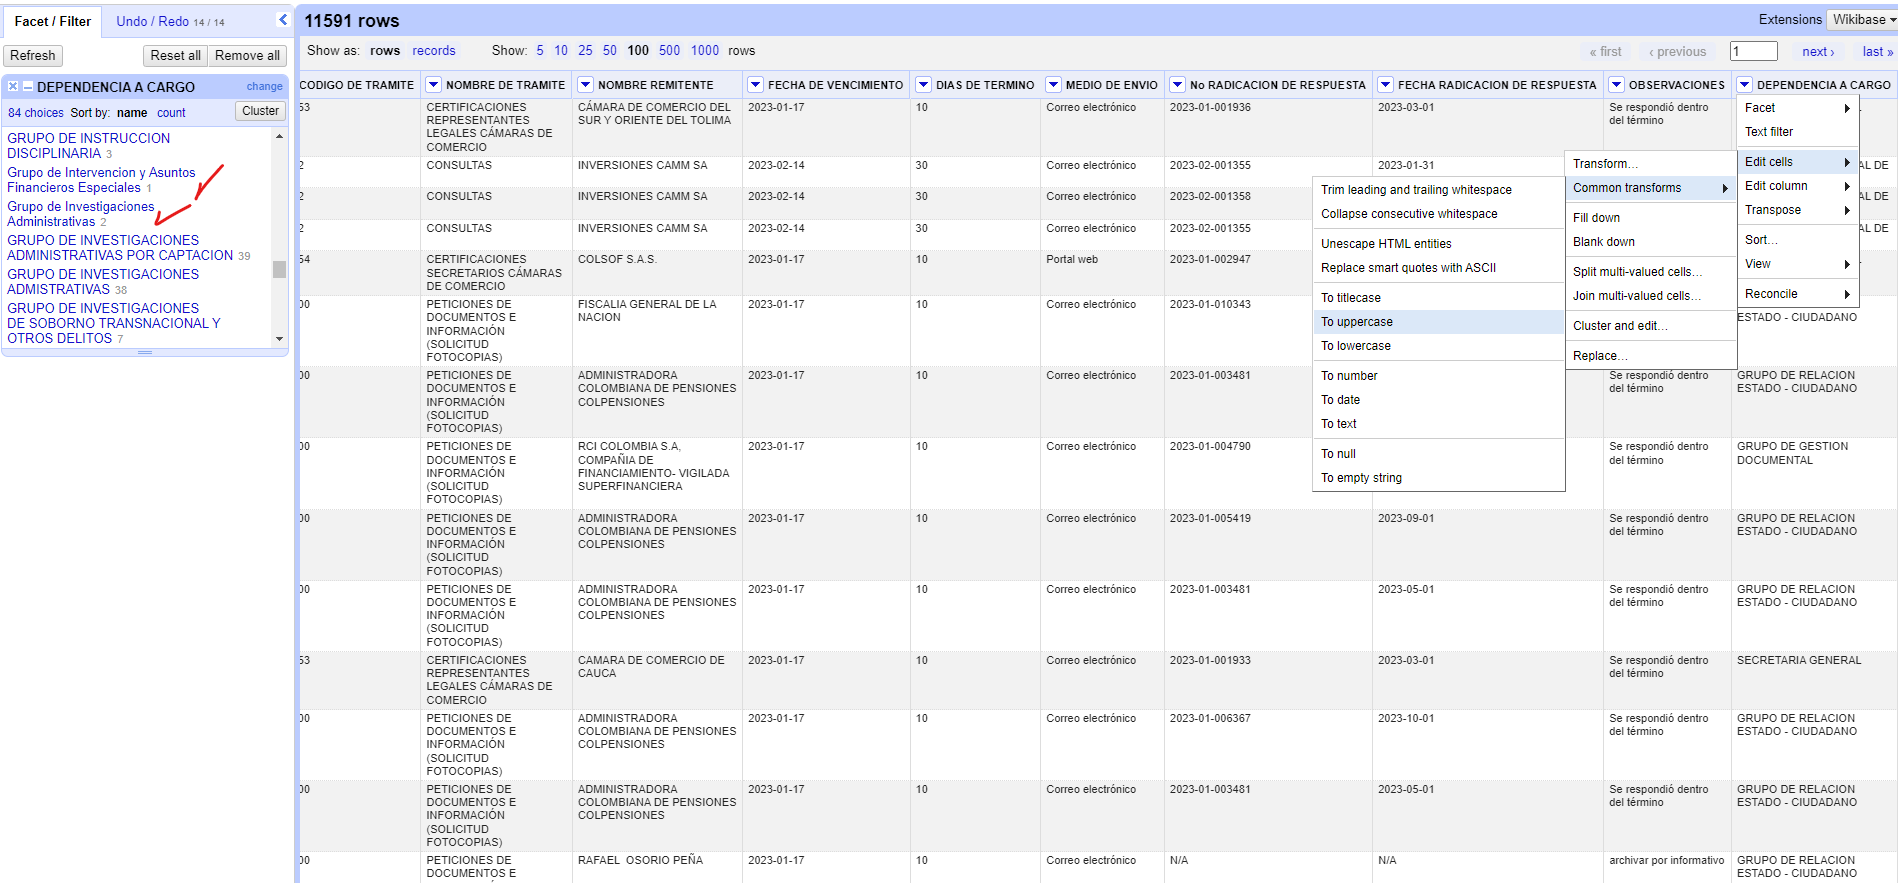 Facet / Filter
Undo / Redo 14 / 14
11591 rows
Extensions
Wikibase
Refresh
Reset all
Remove all
Show as: rows records
Show: 5 10 25 50 100 500 1000 rows
« first
‹ previous
1
next ›
last »
DEPENDENCIA A CARGO
change
84 choices Sort by: name count
Cluster
GRUPO DE INSTRUCCION
DISCIPLINARIA 3
Grupo de Intervencion y Asuntos
Financieros Especiales 1
Grupo de Investigaciones
Administrativas 2
GRUPO DE INVESTIGACIONES
ADMINISTRATIVAS POR CAPTACION 39
GRUPO DE INVESTIGACIONES
ADMISTRATIVAS 38
GRUPO DE INVESTIGACIONES
DE SOBORNO TRANSNACIONAL Y
OTROS DELITOS 7
CODIGO DE TRAMITE
NOMBRE DE TRAMITE
NOMBRE REMITENTE
FECHA DE VENCIMIENTO
DIAS DE TERMINO
MEDIO DE ENVIO
No RADICACION DE RESPUESTA
FECHA RADICACION DE RESPUESTA
OBSERVACIONES
DEPENDENCIA A CARGO
53
CERTIFICACIONES
REPRESENTANTES
LEGALES CÁMARAS DE
COMERCIO
CÁMARA DE COMERCIO DEL
SUR Y ORIENTE DEL TOLIMA
2023-01-17
10
Correo electrónico
2023-01-001936
2023-03-01
Se respondió dentro
del término
2
CONSULTAS
INVERSIONES CAMM SA
2023-02-14
30
Correo electrónico
2023-02-001355
2023-01-31
AL DE
2
CONSULTAS
INVERSIONES CAMM SA
2023-02-14
30
Correo electrónico
2023-02-001358
AL DE
2
CONSULTAS
INVERSIONES CAMM SA
2023-02-14
30
Correo electrónico
2023-02-001355
AL DE
54
CERTIFICACIONES
SECRETARIOS CÁMARAS
DE COMERCIO
COLSOF S.A.S.
2023-01-17
10
Portal web
2023-01-002947
00
PETICIONES DE
DOCUMENTOS E
INFORMACIÓN
(SOLICITUD
FOTOCOPIAS)
FISCALIA GENERAL DE LA
NACION
2023-01-17
10
Correo electrónico
2023-01-010343
ESTADO - CIUDADANO
00
PETICIONES DE
DOCUMENTOS E
INFORMACIÓN
(SOLICITUD
FOTOCOPIAS)
ADMINISTRADORA
COLOMBIANA DE PENSIONES
COLPENSIONES
2023-01-17
10
Correo electrónico
2023-01-003481
Se respondió dentro
del término
GRUPO DE RELACION
ESTADO - CIUDADANO
00
PETICIONES DE
DOCUMENTOS E
INFORMACIÓN
(SOLICITUD
FOTOCOPIAS)
RCI COLOMBIA S.A,
COMPAÑIA DE
FINANCIAMIENTO- VIGILADA
SUPERFINANCIERA
2023-01-17
10
Correo electrónico
2023-01-004790
Se respondió dentro
del término
GRUPO DE GESTION
DOCUMENTAL
00
PETICIONES DE
DOCUMENTOS E
INFORMACIÓN
(SOLICITUD
FOTOCOPIAS)
ADMINISTRADORA
COLOMBIANA DE PENSIONES
COLPENSIONES
2023-01-17
10
Correo electrónico
2023-01-005419
2023-09-01
Se respondió dentro
del término
GRUPO DE RELACION
ESTADO - CIUDADANO
00
PETICIONES DE
DOCUMENTOS E
INFORMACIÓN
(SOLICITUD
FOTOCOPIAS)
ADMINISTRADORA
COLOMBIANA DE PENSIONES
COLPENSIONES
2023-01-17
10
Correo electrónico
2023-01-003481
2023-05-01
Se respondió dentro
del término
GRUPO DE RELACION
ESTADO - CIUDADANO
53
CERTIFICACIONES
REPRESENTANTES
LEGALES CÁMARAS DE
COMERCIO
CAMARA DE COMERCIO DE
CAUCA
2023-01-17
10
Correo electrónico
2023-01-001933
2023-03-01
Se respondió dentro
del término
SECRETARIA GENERAL
00
PETICIONES DE
DOCUMENTOS E
INFORMACIÓN
(SOLICITUD
FOTOCOPIAS)
ADMINISTRADORA
COLOMBIANA DE PENSIONES
COLPENSIONES
2023-01-17
10
Correo electrónico
2023-01-006367
2023-10-01
Se respondió dentro
del término
GRUPO DE RELACION
ESTADO - CIUDADANO
00
PETICIONES DE
DOCUMENTOS E
INFORMACIÓN
(SOLICITUD
FOTOCOPIAS)
ADMINISTRADORA
COLOMBIANA DE PENSIONES
COLPENSIONES
2023-01-17
10
Correo electrónico
2023-01-003481
2023-05-01
Se respondió dentro
del término
GRUPO DE RELACION
ESTADO - CIUDADANO
00
PETICIONES DE
DOCUMENTOS E
RAFAEL OSORIO PEÑA
2023-01-17
10
Correo electrónico
N/A
N/A
archivar por informativo
GRUPO DE RELACION
ESTADO - CIUDADANO
Facet
Text filter
Edit cells
Edit column
Transpose
Sort...
View
Reconcile
Transform...
Common transforms
Fill down
Blank down
Split multi-valued cells...
Join multi-valued cells...
Cluster and edit...
Replace...
Trim leading and trailing whitespace
Collapse consecutive whitespace
Unescape HTML entities
Replace smart quotes with ASCII
To titlecase
To uppercase
To lowercase
To number
To date
To text
To null
To empty string